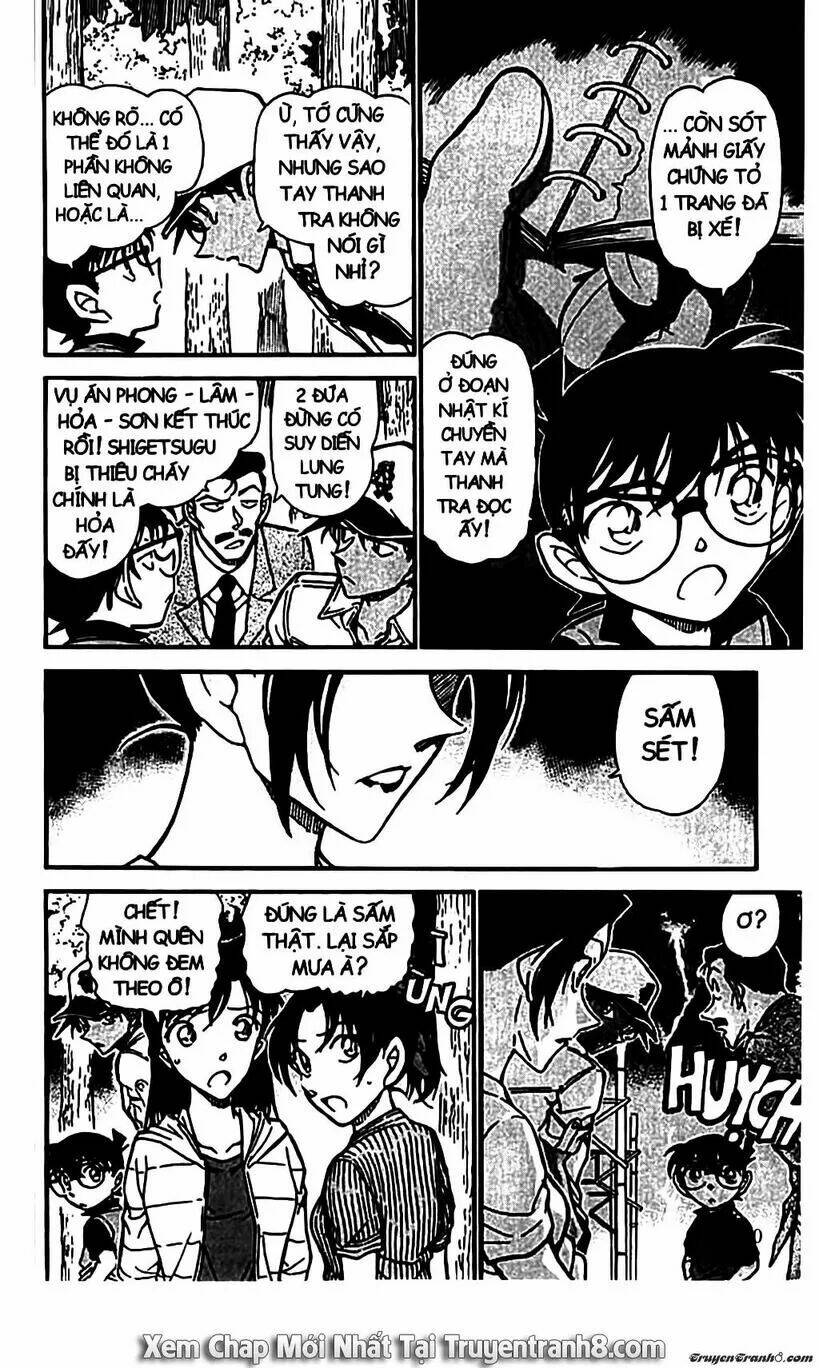 ... CÒN SÓT
MẢNH GIẤY
CHỨNG TỎ
1 TRANG ĐÃ
BỊ XÉ!
ĐÚNG
Ở ĐOẠN
NHẬT KÍ
CHUYỀN
TAY MÀ
THANH
TRA ĐỌC
ẤY!
Ừ, TỚ CŨNG
THẤY VẬY,
NHƯNG SAO
TAY THANH
TRA KHÔNG
NÓI GÌ
NHỈ?
KHÔNG RÕ... CÓ
THỂ ĐÓ LÀ 1
PHẦN KHÔNG
LIÊN QUAN,
HOẶC LÀ...
2 ĐỨA
ĐỪNG CÓ
SUY DIỄN
LUNG
TUNG!
VỤ ÁN PHONG - LÂM -
HỎA - SƠN KẾT THÚC
RỒI! SHIGETSUGU
BỊ THIÊU CHÁY
CHÍNH LÀ
HỎA
ĐẤY!
SẤM
SÉT!
Ơ?
HUỴCH
Ì
ÙNG
ĐÚNG LÀ SẤM
THẬT. LẠI SẮP
MƯA À?
CHẾT!
MÌNH QUÊN
KHÔNG ĐEM
THEO Ô!
Xem Chap Mới Nhất Tại Truyentranh8.com
TruyenTranh8.com